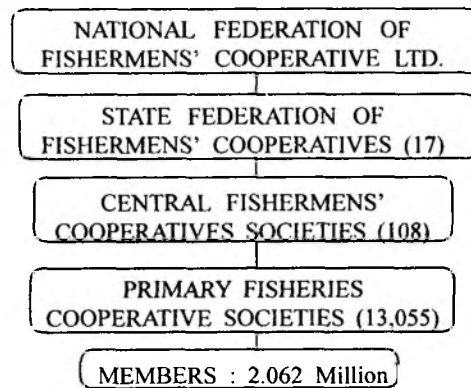 NATIONAL FEDERATION OF
FISHERMENS' COOPERATIVE LTD.
STATE FEDERATION OF
FISHERMENS' COOPERATIVES (17)
CENTRAL FISHERMENS'
COOPERATIVES SOCIETIES (108)
PRIMARY FISHERIES
COOPERATIVE SOCIETIES (13,055)
MEMBERS : 2.062 Million